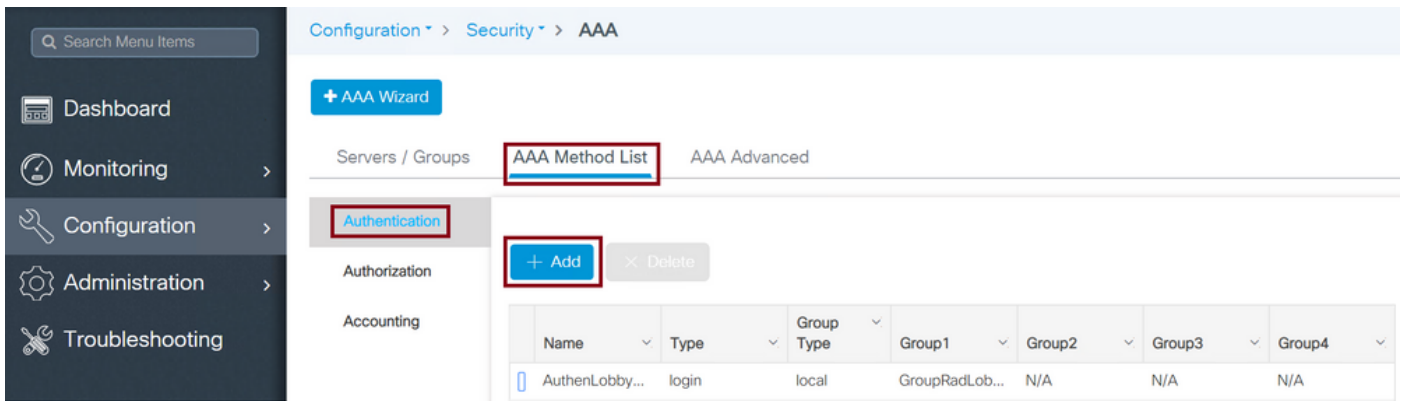 Search Menu Items
Dashboard
Monitoring
Configuration
Administration
Troubleshooting
Configuration > Security > AAA
+ AAA Wizard
Servers / Groups AAA Method List AAA Advanced
Authentication
Authorization
Accounting
+ Add × Delete
Name Type Group Type Group1 Group2 Group3 Group4
AuthenLobby... login local GroupRadLob... N/A N/A N/A